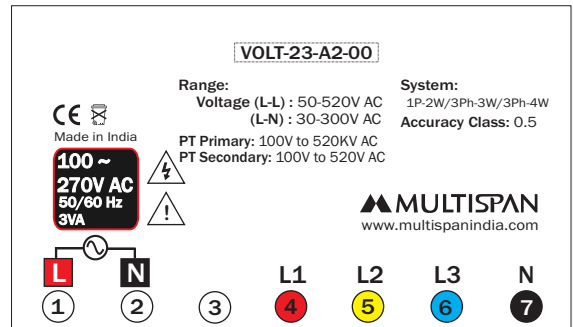 VOLT-23-A2-00
Range:
Voltage (L-L) : 50-520V AC
(L-N) : 30-300V AC
PT Primary: 100V to 520KV AC
PT Secondary: 100V to 520V AC
System:
1P-2W/3Ph-3W/3Ph-4W
Accuracy Class: 0.5
CE
Made in India
100 ~
270V AC
50/60 Hz
3VA
MULTISPAN
www.multispanindia.com
L N L1 L2 L3 N
1 2 3 4 5 6 7